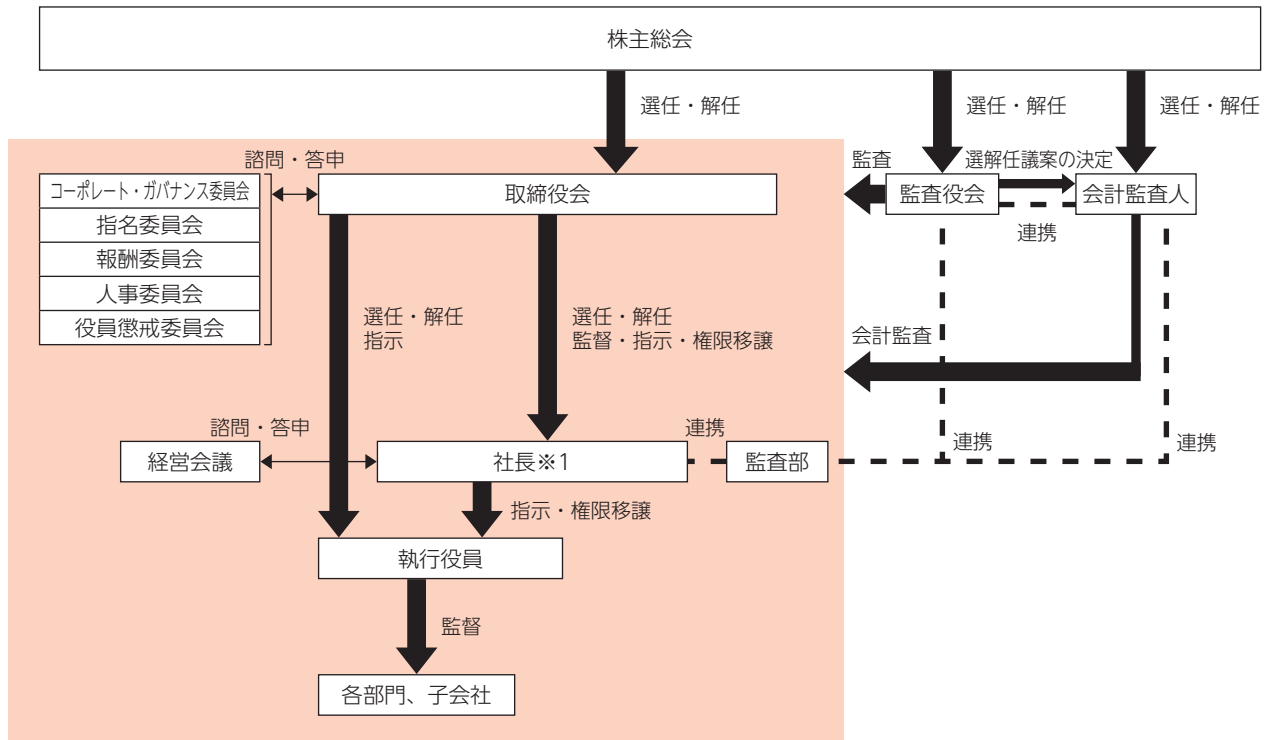 株主総会
選任・解任
選任・解任
選任・解任
諮問・答申
監査
選解任議案の決定
コーポレート・ガバナンス委員会
指名委員会
報酬委員会
人事委員会
役員懲戒委員会
取締役会
監査役会
会計監査人
連携
選任・解任
指示
選任・解任
監督・指示・権限移譲
会計監査
諮問・答申
連携
連携
連携
経営会議
社長※1
監査部
指示・権限移譲
執行役員
監督
各部門、子会社